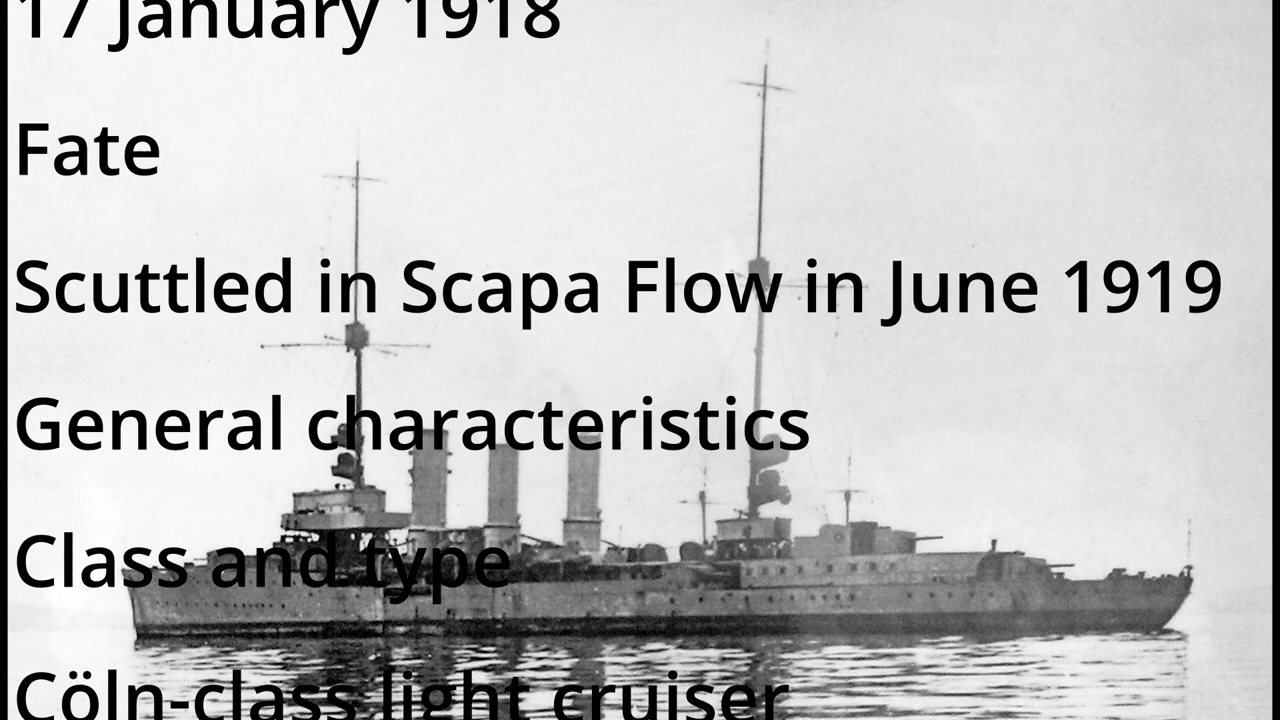 17 January 1918
Fate
Scuttled in Scapa Flow in June 1919
General characteristics
Class and type
Cöln-class light cruiser